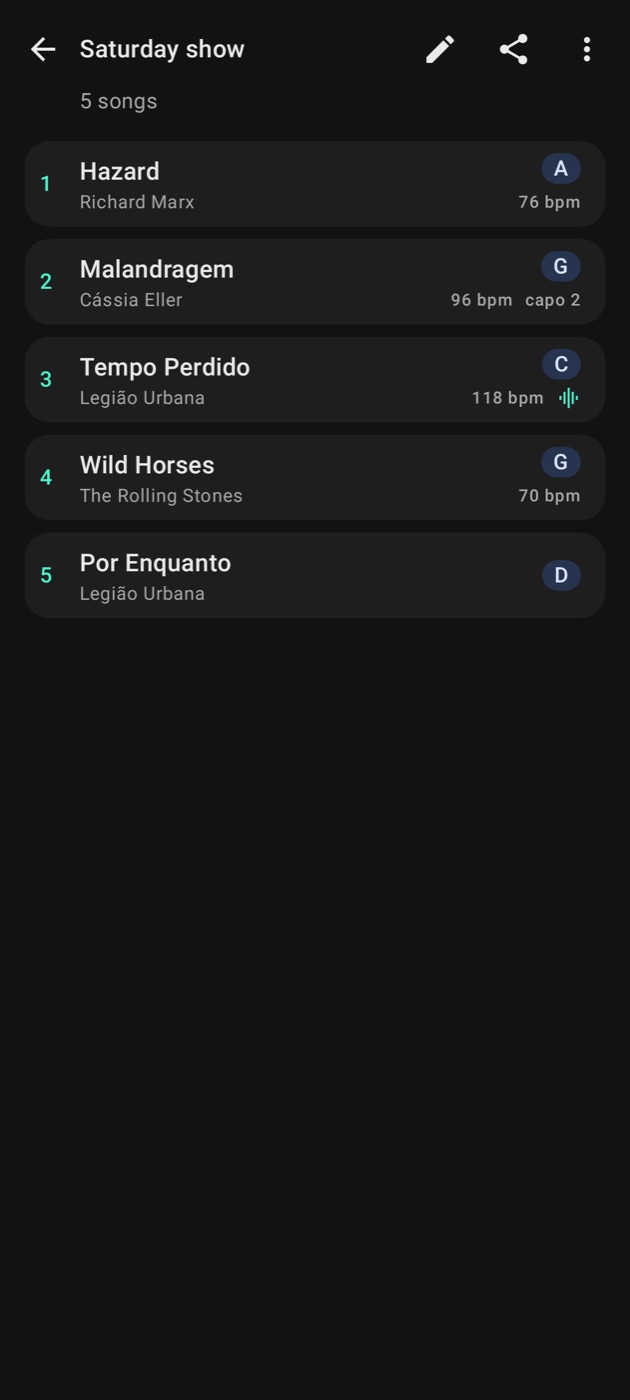 Saturday show
5 songs
1 Hazard A
Richard Marx 76 bpm
2 Malandragem G
Cássia Eller 96 bpm capo 2
3 Tempo Perdido C
Legião Urbana 118 bpm
4 Wild Horses G
The Rolling Stones 70 bpm
5 Por Enquanto D
Legião Urbana